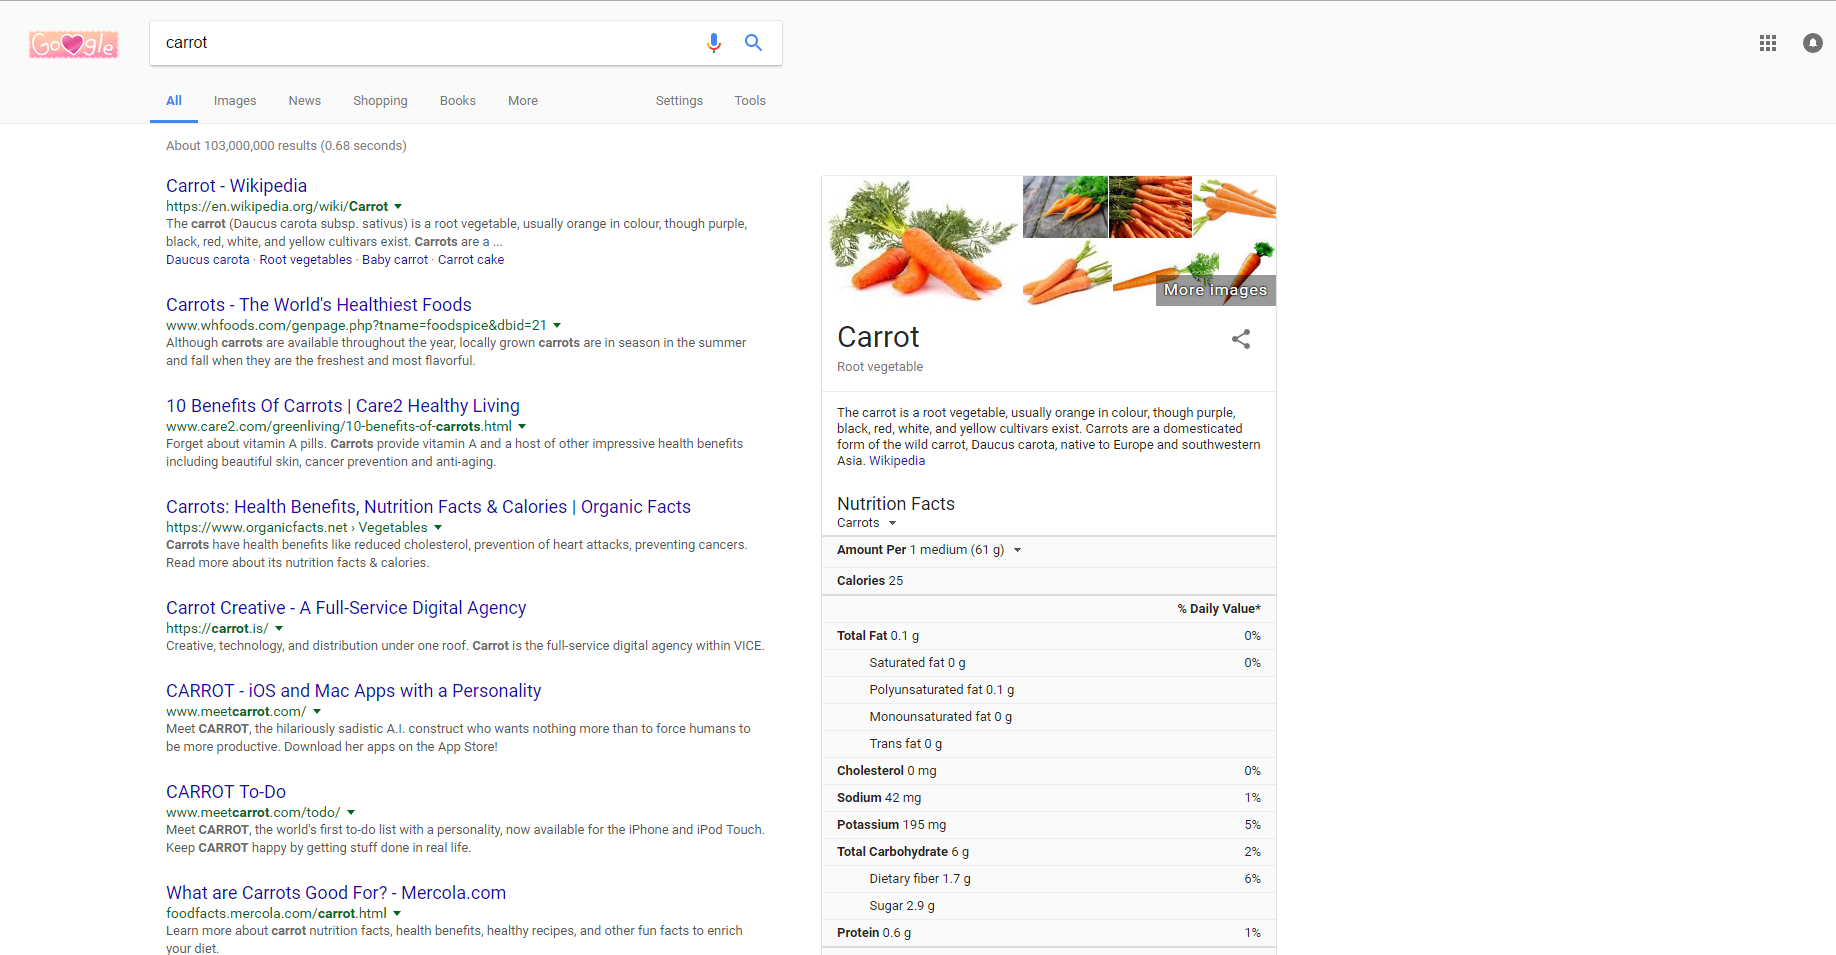 Google
carrot
All Images News Shopping Books More Settings Tools
About 103,000,000 results (0.68 seconds)
Carrot - Wikipedia
https://en.wikipedia.org/wiki/Carrot
The carrot (Daucus carota subsp. sativus) is a root vegetable, usually orange in colour, though purple,
black, red, white, and yellow cultivars exist. Carrots are a ...
Daucus carota · Root vegetables · Baby carrot · Carrot cake
Carrots - The World's Healthiest Foods
www.whfoods.com/genpage.php?tname=foodspice&dbid=21
Although carrots are available throughout the year, locally grown carrots are in season in the summer
and fall when they are the freshest and most flavorful.
10 Benefits Of Carrots | Care2 Healthy Living
www.care2.com/greenliving/10-benefits-of-carrots.html
Forget about vitamin A pills. Carrots provide vitamin A and a host of other impressive health benefits
including beautiful skin, cancer prevention and anti-aging.
Carrots: Health Benefits, Nutrition Facts & Calories | Organic Facts
https://www.organicfacts.net › Vegetables
Carrots have health benefits like reduced cholesterol, prevention of heart attacks, preventing cancers.
Read more about its nutrition facts & calories.
Carrot Creative - A Full-Service Digital Agency
https://carrot.is/
Creative, technology, and distribution under one roof. Carrot is the full-service digital agency within VICE.
CARROT - iOS and Mac Apps with a Personality
www.meetcarrot.com/
Meet CARROT, the hilariously sadistic A.I. construct who wants nothing more than to force humans to
be more productive. Download her apps on the App Store!
CARROT To-Do
www.meetcarrot.com/todo/
Meet CARROT, the world's first to-do list with a personality, now available for the iPhone and iPod Touch.
Keep CARROT happy by getting stuff done in real life.
What are Carrots Good For? - Mercola.com
foodfacts.mercola.com/carrot.html
Learn more about carrot nutrition facts, health benefits, healthy recipes, and other fun facts to enrich
your diet.
More images
Carrot
Root vegetable
The carrot is a root vegetable, usually orange in colour, though purple,
black, red, white, and yellow cultivars exist. Carrots are a domesticated
form of the wild carrot, Daucus carota, native to Europe and southwestern
Asia. Wikipedia
Nutrition Facts
Carrots
Amount Per 1 medium (61 g)
Calories 25
% Daily Value*
Total Fat 0.1 g 0%
Saturated fat 0 g 0%
Polyunsaturated fat 0.1 g
Monounsaturated fat 0 g
Trans fat 0 g
Cholesterol 0 mg 0%
Sodium 42 mg 1%
Potassium 195 mg 5%
Total Carbohydrate 6 g 2%
Dietary fiber 1.7 g 6%
Sugar 2.9 g
Protein 0.6 g 1%